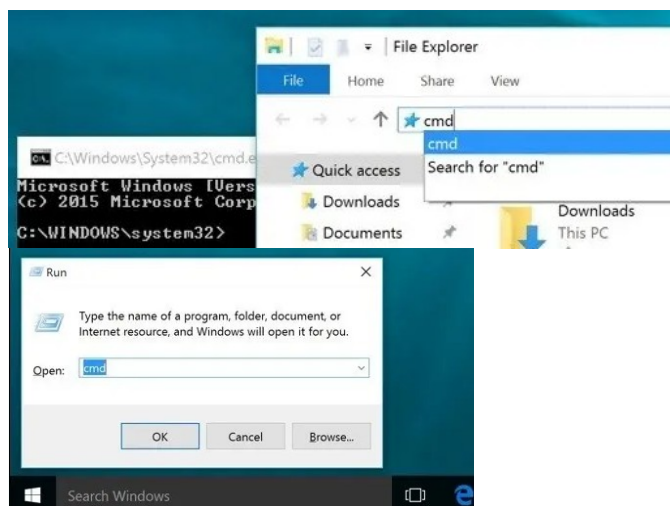 File Explorer
File Home Share View
cmd
cmd
Search for "cmd"
C:\Windows\System32\cmd.e
Microsoft Windows [Vers
(c) 2015 Microsoft Corp
C:\WINDOWS\system32>
Quick access
Downloads
Documents
Downloads
This PC
Run
Type the name of a program, folder, document, or
Internet resource, and Windows will open it for you.
Open: cmd
OK Cancel Browse...
Search Windows